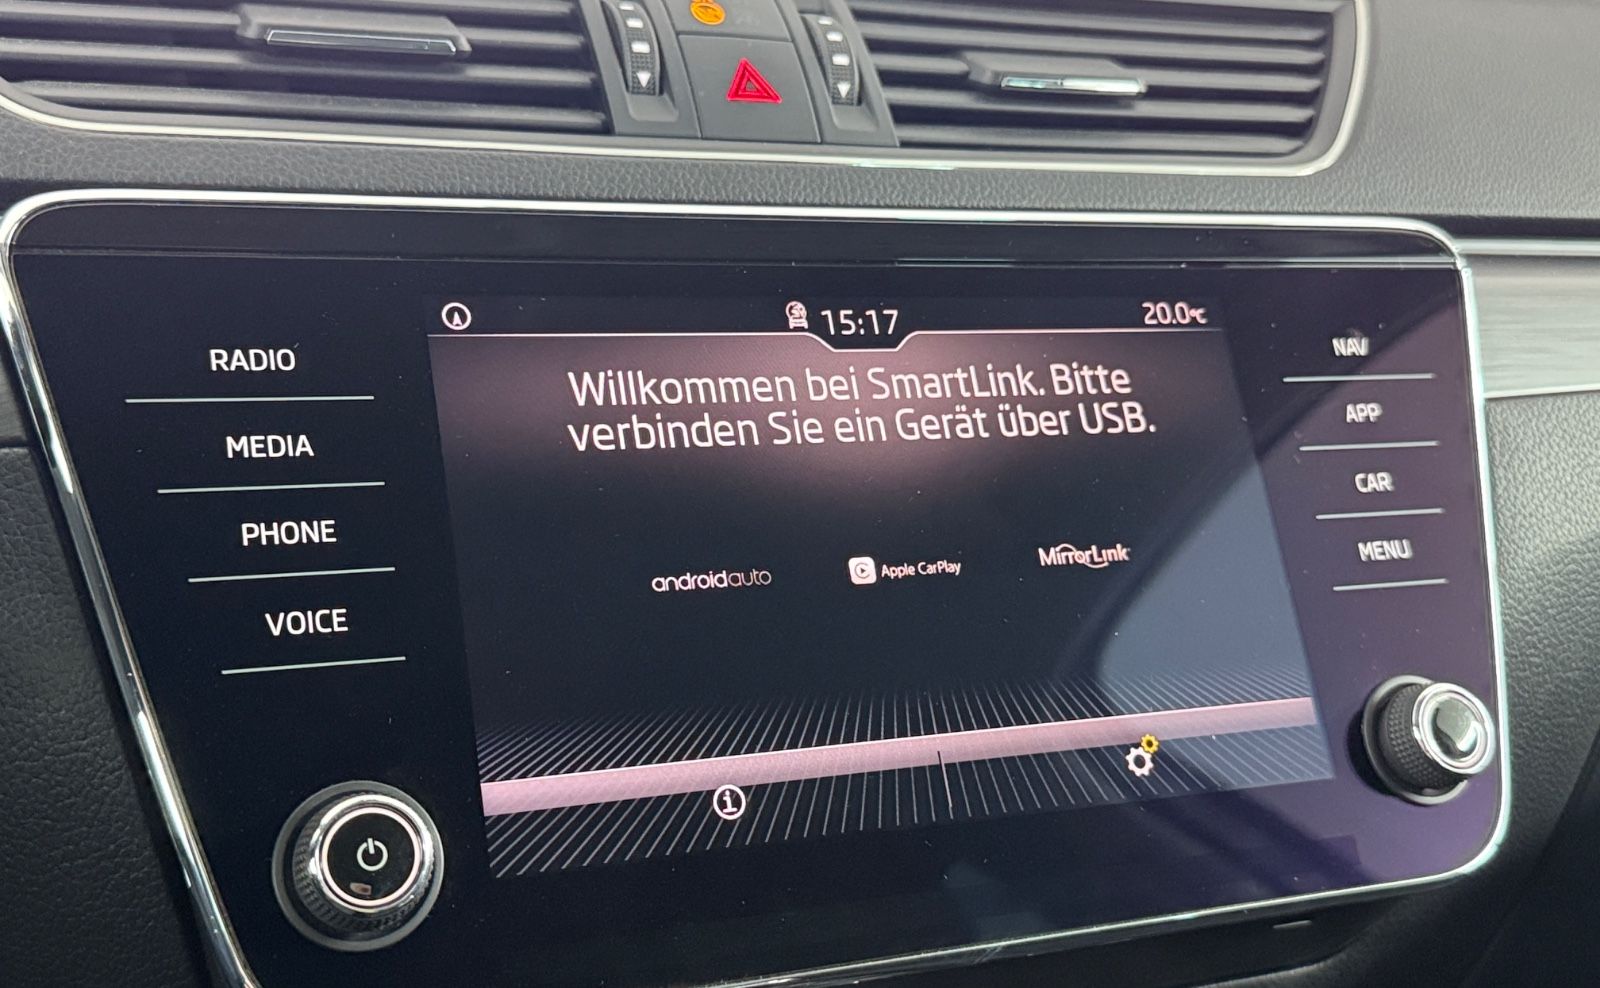 15:17
20.0°C
RADIO
MEDIA
PHONE
VOICE
Willkommen bei SmartLink. Bitte
verbinden Sie ein Gerät über USB.
androidauto
Apple CarPlay
MirrorLink
NAV
APP
CAR
MENU